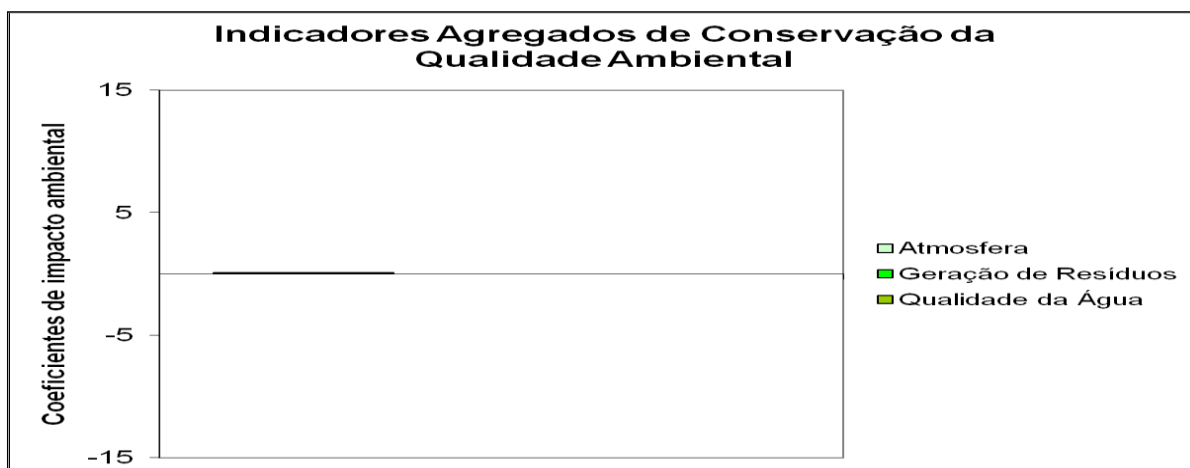 Indicadores Agregados de Conservação da
Qualidade Ambiental
Coeficientes de impacto ambiental
15
5
-5
-15
Atmosfera
Geração de Resíduos
Qualidade da Água